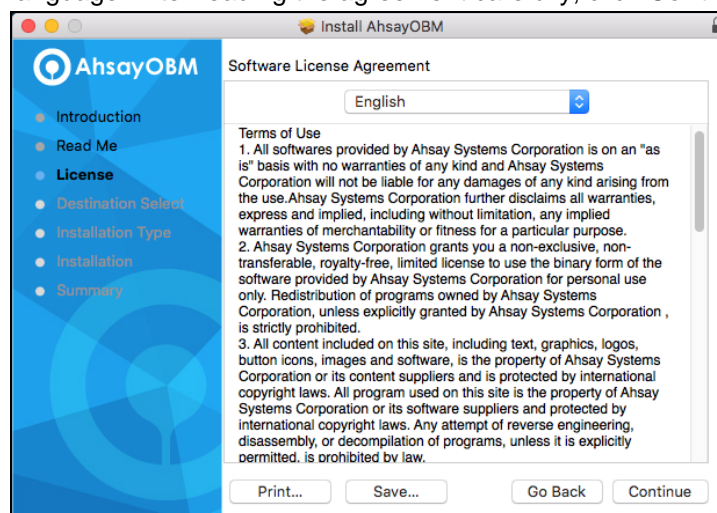 Install AhsayOBM
AhsayOBM
Introduction
Read Me
License
Destination Select
Installation Type
Installation
Summary
Software License Agreement
English
Terms of Use
1. All softwares provided by Ahsay Systems Corporation is on an "as
is" basis with no warranties of any kind and Ahsay Systems
Corporation will not be liable for any damages of any kind arising from
the use.Ahsay Systems Corporation further disclaims all warranties,
express and implied, including without limitation, any implied
warranties of merchantability or fitness for a particular purpose.
2. Ahsay Systems Corporation grants you a non-exclusive, non-
transferable, royalty-free, limited license to use the binary form of the
software provided by Ahsay Systems Corporation for personal use
only. Redistribution of programs owned by Ahsay Systems
Corporation, unless explicitly granted by Ahsay Systems Corporation ,
is strictly prohibited.
3. All content included on this site, including text, graphics, logos,
button icons, images and software, is the property of Ahsay Systems
Corporation or its content suppliers and is protected by international
copyright laws. All program used on this site is the property of Ahsay
Systems Corporation or its software suppliers and protected by
international copyright laws. Any attempt of reverse engineering,
disassembly, or decompilation of programs, unless it is explicitly
permitted, is prohibited by law.
Print...
Save...
Go Back
Continue